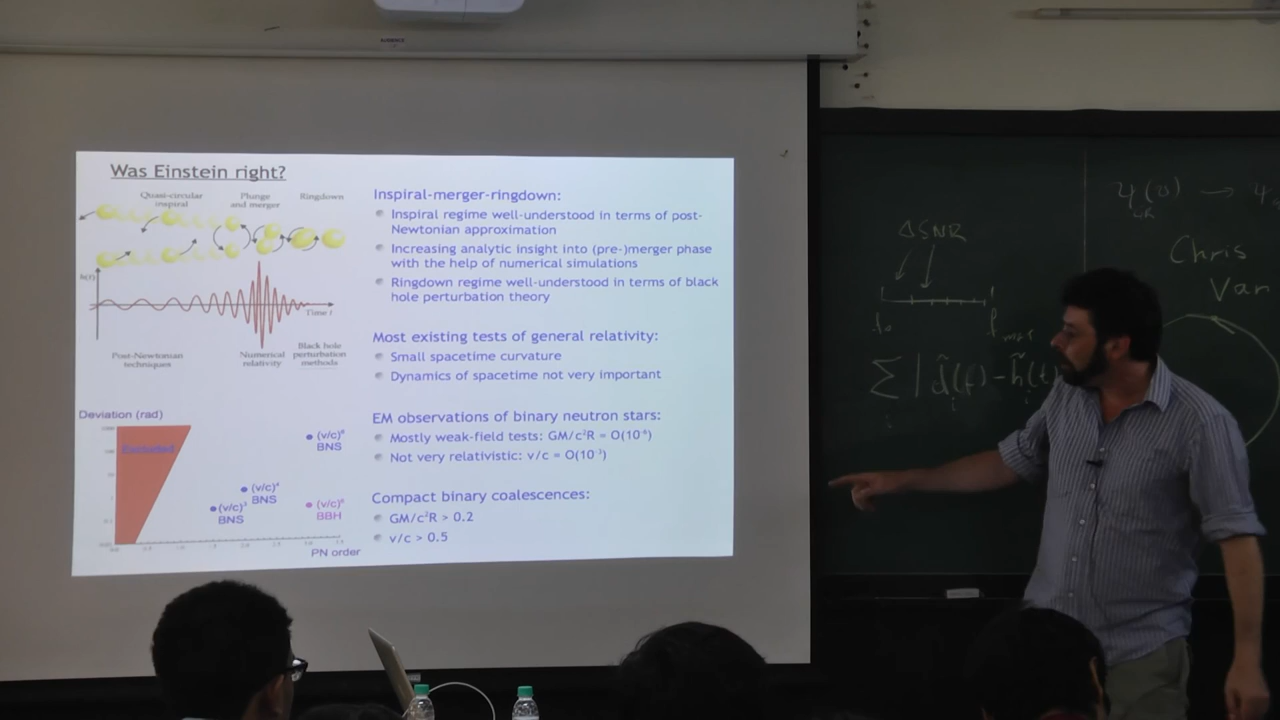 Was Einstein right?
Quasi-circular
inspiral
Plunge
and merger
Ringdown
h(t)
Time t
Post-Newtonian
techniques
Numerical
relativity
Black hole
perturbation
methods
Deviation (rad)
Excluded
(v/c)³
BNS
(v/c)⁴
BNS
(v/c)⁶
BNS
(v/c)⁶
BBH
PN order
Inspiral-merger-ringdown:
Inspiral regime well-understood in terms of post-
Newtonian approximation
Increasing analytic insight into (pre-)merger phase
with the help of numerical simulations
Ringdown regime well-understood in terms of black
hole perturbation theory
Most existing tests of general relativity:
Small spacetime curvature
Dynamics of spacetime not very important
EM observations of binary neutron stars:
Mostly weak-field tests: GM/c²R = O(10⁻⁶)
Not very relativistic: v/c = O(10⁻³)
Compact binary coalescences:
GM/c²R > 0.2
v/c > 0.5
ΔSNR
f₀
f max
Σ | d̃ᵢ(f) – h̃ᵢ(f)
Chris
Van